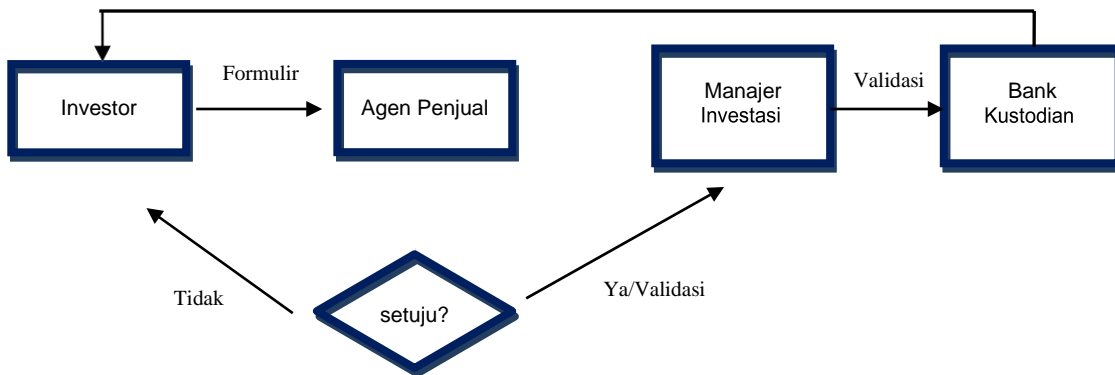 Formulir
Investor
Agen Penjual
Manajer
Investasi
Validasi
Bank
Kustodian
Tidak
setuju?
Ya/Validasi